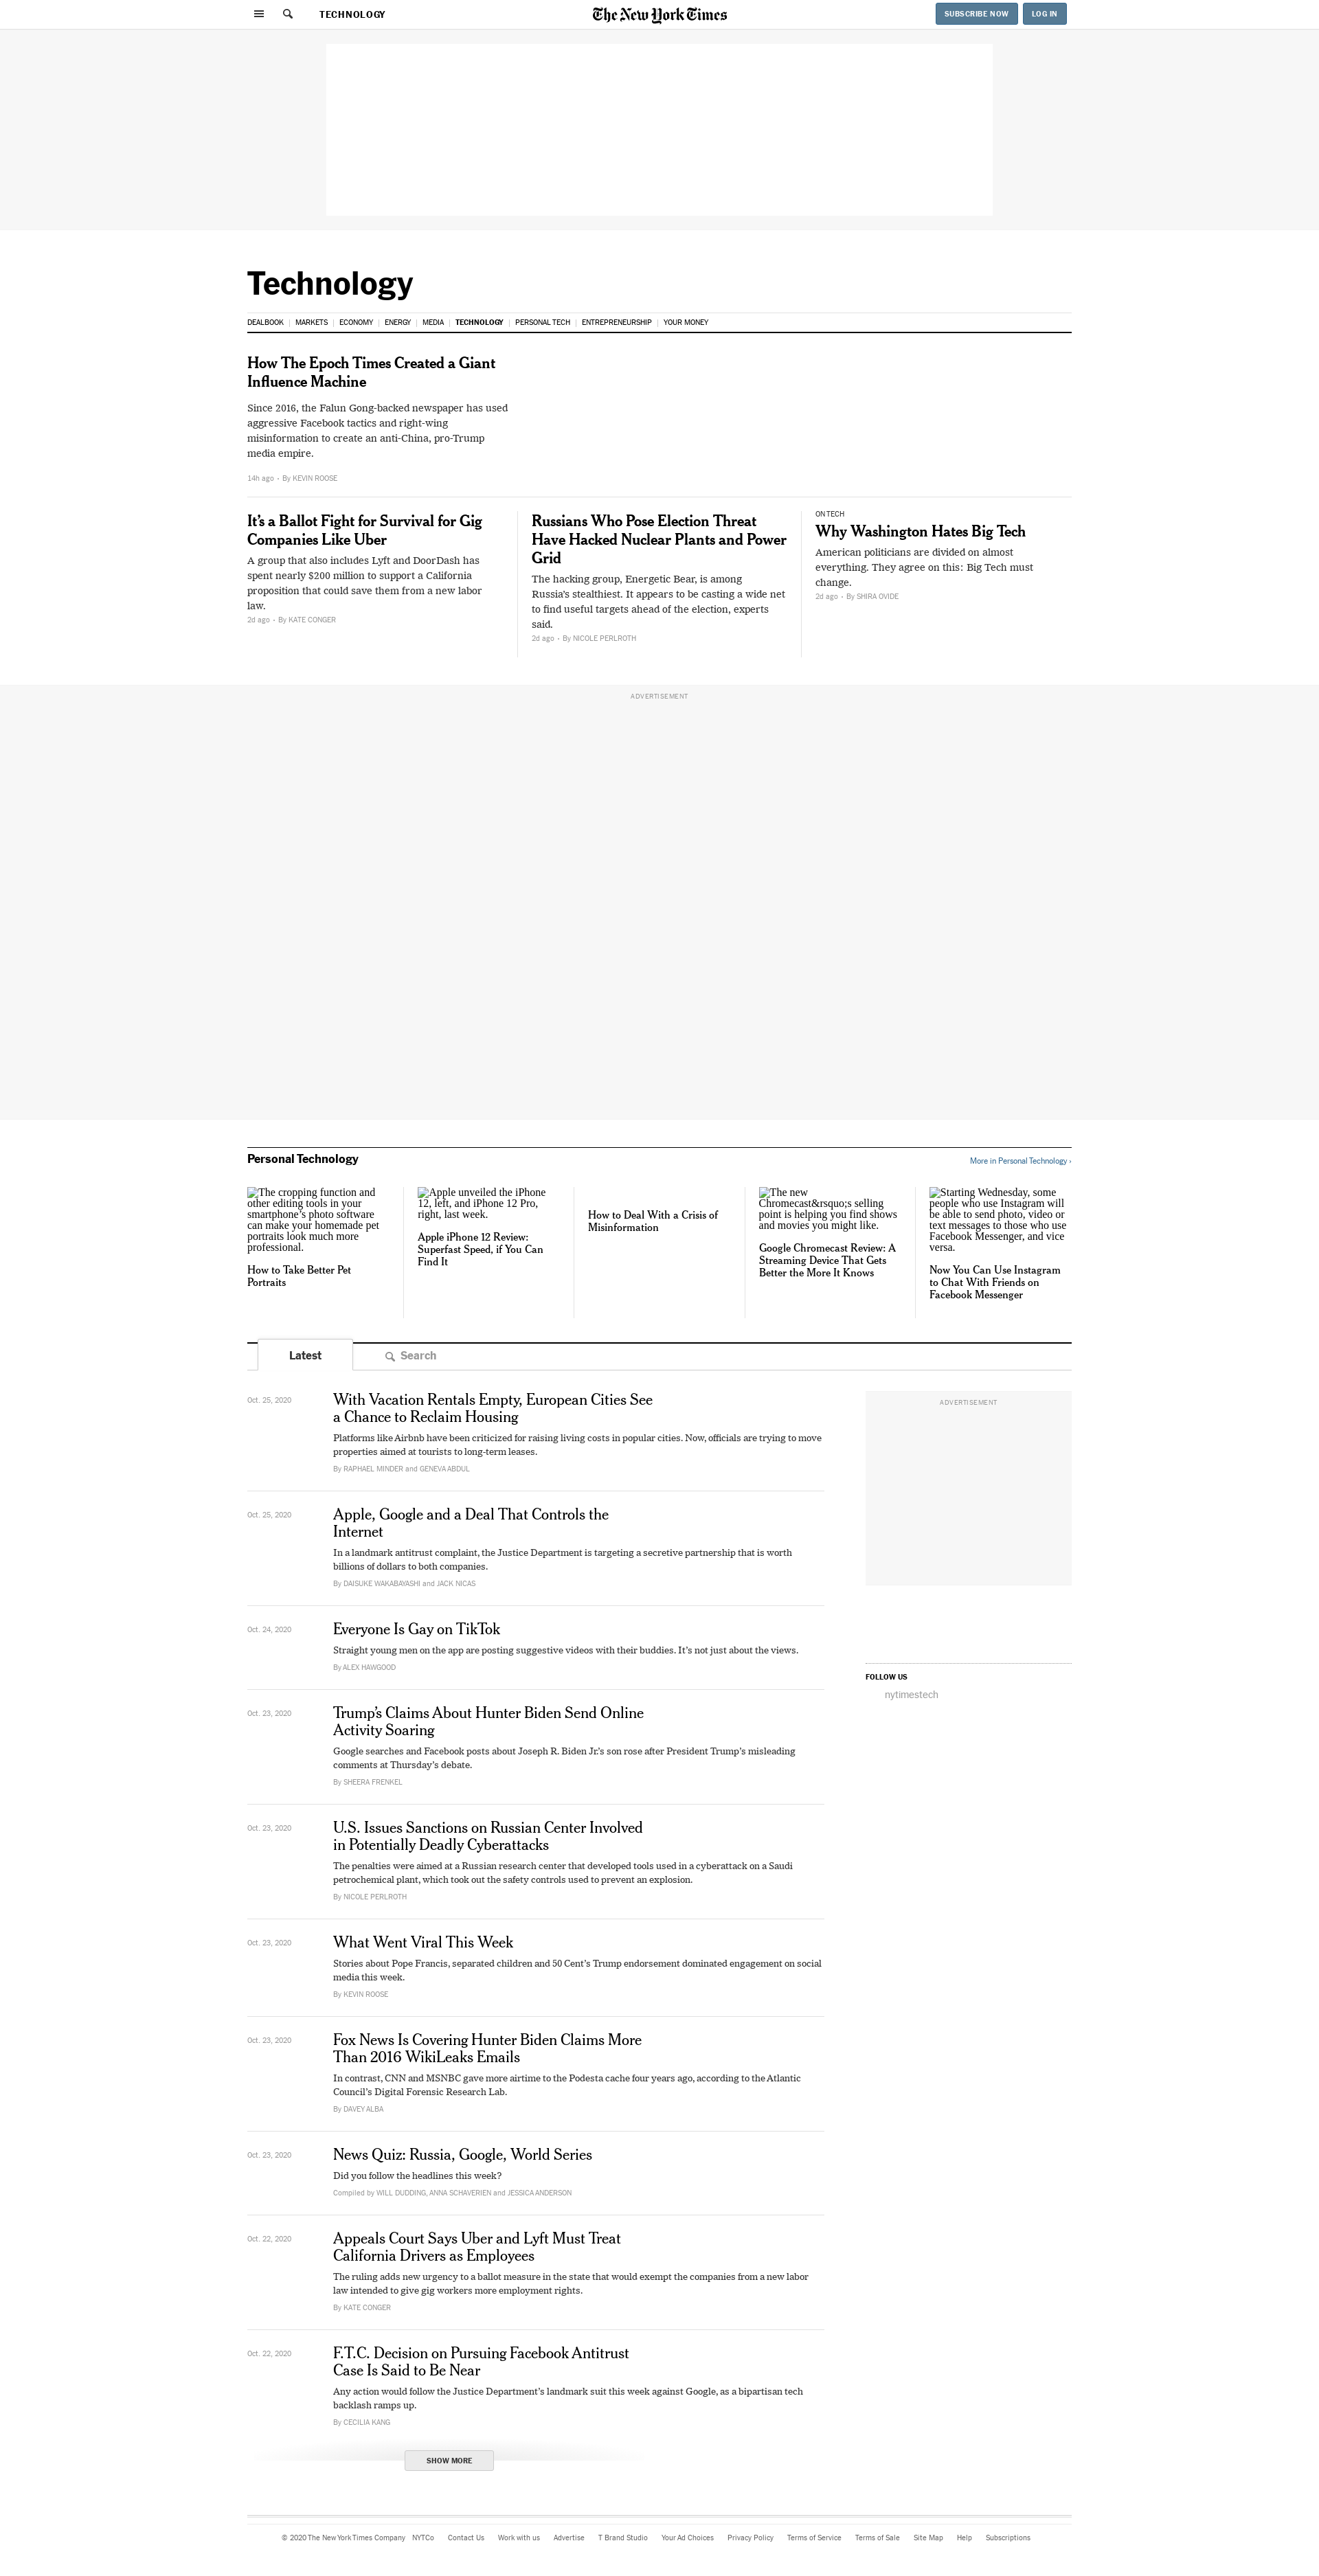 TECHNOLOGY
The New York Times
SUBSCRIBE NOW
LOG IN
Technology
DEALBOOK
MARKETS
ECONOMY
ENERGY
MEDIA
TECHNOLOGY
PERSONAL TECH
ENTREPRENEURSHIP
YOUR MONEY
How The Epoch Times Created a Giant
Influence Machine
Since 2016, the Falun Gong-backed newspaper has used
aggressive Facebook tactics and right-wing
misinformation to create an anti-China, pro-Trump
media empire.
14h ago • By KEVIN ROOSE
It’s a Ballot Fight for Survival for Gig
Companies Like Uber
A group that also includes Lyft and DoorDash has
spent nearly $200 million to support a California
proposition that could save them from a new labor
law.
2d ago • By KATE CONGER
Russians Who Pose Election Threat
Have Hacked Nuclear Plants and Power
Grid
The hacking group, Energetic Bear, is among
Russia’s stealthiest. It appears to be casting a wide net
to find useful targets ahead of the election, experts
said.
2d ago • By NICOLE PERLROTH
ON TECH
Why Washington Hates Big Tech
American politicians are divided on almost
everything. They agree on this: Big Tech must
change.
2d ago • By SHIRA OVIDE
ADVERTISEMENT
Personal Technology
More in Personal Technology ›
The cropping function and
other editing tools in your
smartphone’s photo software
can make your homemade pet
portraits look much more
professional.
How to Take Better Pet
Portraits
Apple unveiled the iPhone
12, left, and iPhone 12 Pro,
right, last week.
Apple iPhone 12 Review:
Superfast Speed, if You Can
Find It
How to Deal With a Crisis of
Misinformation
The new
Chromecast&rsquo;s selling
point is helping you find shows
and movies you might like.
Google Chromecast Review: A
Streaming Device That Gets
Better the More It Knows
Starting Wednesday, some
people who use Instagram will
be able to send photo, video or
text messages to those who use
Facebook Messenger, and vice
versa.
Now You Can Use Instagram
to Chat With Friends on
Facebook Messenger
Latest
Search
Oct. 25, 2020
With Vacation Rentals Empty, European Cities See
a Chance to Reclaim Housing
Platforms like Airbnb have been criticized for raising living costs in popular cities. Now, officials are trying to move
properties aimed at tourists to long-term leases.
By RAPHAEL MINDER and GENEVA ABDUL
Oct. 25, 2020
Apple, Google and a Deal That Controls the
Internet
In a landmark antitrust complaint, the Justice Department is targeting a secretive partnership that is worth
billions of dollars to both companies.
By DAISUKE WAKABAYASHI and JACK NICAS
Oct. 24, 2020
Everyone Is Gay on TikTok
Straight young men on the app are posting suggestive videos with their buddies. It’s not just about the views.
By ALEX HAWGOOD
Oct. 23, 2020
Trump’s Claims About Hunter Biden Send Online
Activity Soaring
Google searches and Facebook posts about Joseph R. Biden Jr.’s son rose after President Trump’s misleading
comments at Thursday’s debate.
By SHEERA FRENKEL
Oct. 23, 2020
U.S. Issues Sanctions on Russian Center Involved
in Potentially Deadly Cyberattacks
The penalties were aimed at a Russian research center that developed tools used in a cyberattack on a Saudi
petrochemical plant, which took out the safety controls used to prevent an explosion.
By NICOLE PERLROTH
Oct. 23, 2020
What Went Viral This Week
Stories about Pope Francis, separated children and 50 Cent’s Trump endorsement dominated engagement on social
media this week.
By KEVIN ROOSE
Oct. 23, 2020
Fox News Is Covering Hunter Biden Claims More
Than 2016 WikiLeaks Emails
In contrast, CNN and MSNBC gave more airtime to the Podesta cache four years ago, according to the Atlantic
Council’s Digital Forensic Research Lab.
By DAVEY ALBA
Oct. 23, 2020
News Quiz: Russia, Google, World Series
Did you follow the headlines this week?
Compiled by WILL DUDDING, ANNA SCHAVERIEN and JESSICA ANDERSON
Oct. 22, 2020
Appeals Court Says Uber and Lyft Must Treat
California Drivers as Employees
The ruling adds new urgency to a ballot measure in the state that would exempt the companies from a new labor
law intended to give gig workers more employment rights.
By KATE CONGER
Oct. 22, 2020
F.T.C. Decision on Pursuing Facebook Antitrust
Case Is Said to Be Near
Any action would follow the Justice Department’s landmark suit this week against Google, as a bipartisan tech
backlash ramps up.
By CECILIA KANG
SHOW MORE
ADVERTISEMENT
FOLLOW US
nytimestech
© 2020 The New York Times Company
NYTCo
Contact Us
Work with us
Advertise
T Brand Studio
Your Ad Choices
Privacy Policy
Terms of Service
Terms of Sale
Site Map
Help
Subscriptions